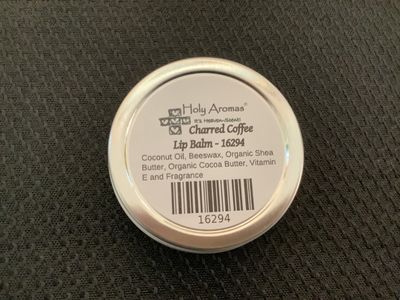 Holy Aromas®
It's Heaven-Scent!
Charred Coffee
Lip Balm - 16294
Coconut Oil, Beeswax, Organic Shea
Butter, Organic Cocoa Butter, Vitamin
E and Fragrance
16294